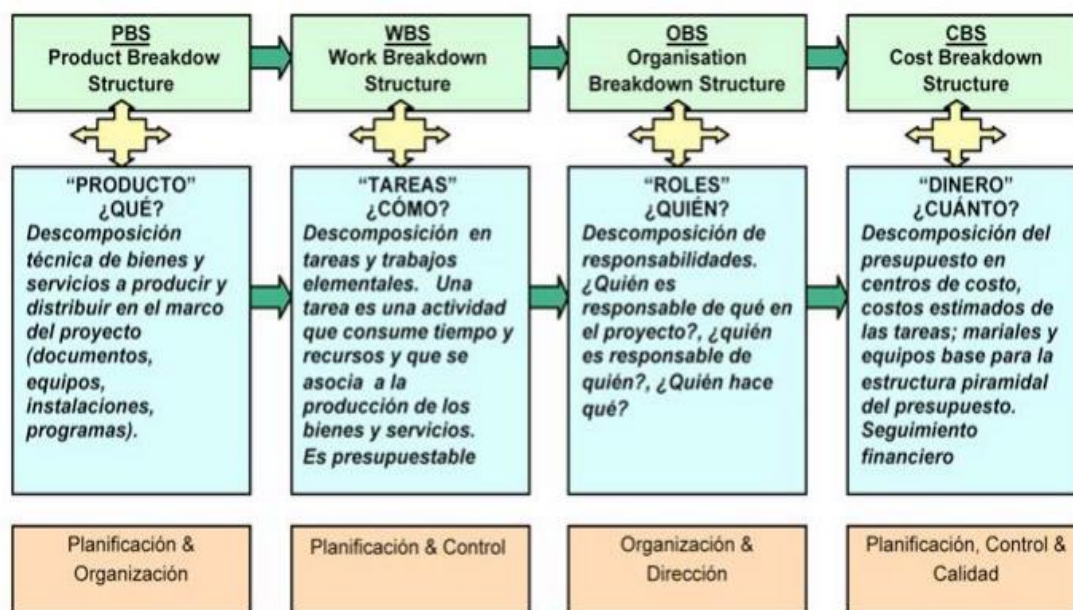 PBS
Product Breakdow
Structure
WBS
Work Breakdown
Structure
OBS
Organisation
Breakdown Structure
CBS
Cost Breakdown
Structure
“PRODUCTO”
¿QUÉ?
Descomposición
técnica de bienes y
servicios a producir y
distribuir en el marco
del proyecto
(documentos,
equipos,
instalaciones,
programas).
“TAREAS”
¿CÓMO?
Descomposición en
tareas y trabajos
elementales. Una
tarea es una actividad
que consume tiempo y
recursos y que se
asocia a la
producción de los
bienes y servicios.
Es presupuestable
“ROLES”
¿QUIÉN?
Descomposición de
responsabilidades.
¿Quién es
responsable de qué en
el proyecto?, ¿quién
es responsable de
quién?, ¿Quién hace
qué?
“DINERO”
¿CUÁNTO?
Descomposición del
presupuesto en
centros de costo,
costos estimados de
las tareas; mariales y
equipos base para la
estructura piramidal
del presupuesto.
Seguimiento
financiero
Planificación &
Organización
Planificación & Control
Organización &
Dirección
Planificación, Control &
Calidad